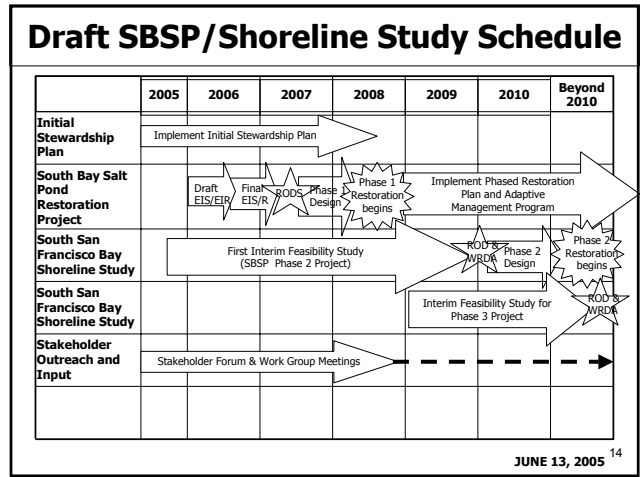 Draft SBSP/Shoreline Study Schedule
2005 2006 2007 2008 2009 2010 Beyond
2010
Initial
Stewardship
Plan
Implement Initial Stewardship Plan
South Bay Salt
Pond
Restoration
Project
Draft
EIS/EIR
Final
EIS/R
RODS
Phase 1
Design
Phase 1
Restoration
begins
Implement Phased Restoration
Plan and Adaptive
Management Program
South San
Francisco Bay
Shoreline Study
First Interim Feasibility Study
(SBSP Phase 2 Project)
ROD &
WRDA
Phase 2
Design
Phase 2
Restoration
begins
South San
Francisco Bay
Shoreline Study
Interim Feasibility Study for
Phase 3 Project
ROD &
WRDA
Stakeholder
Outreach and
Input
Stakeholder Forum & Work Group Meetings
JUNE 13, 2005
14